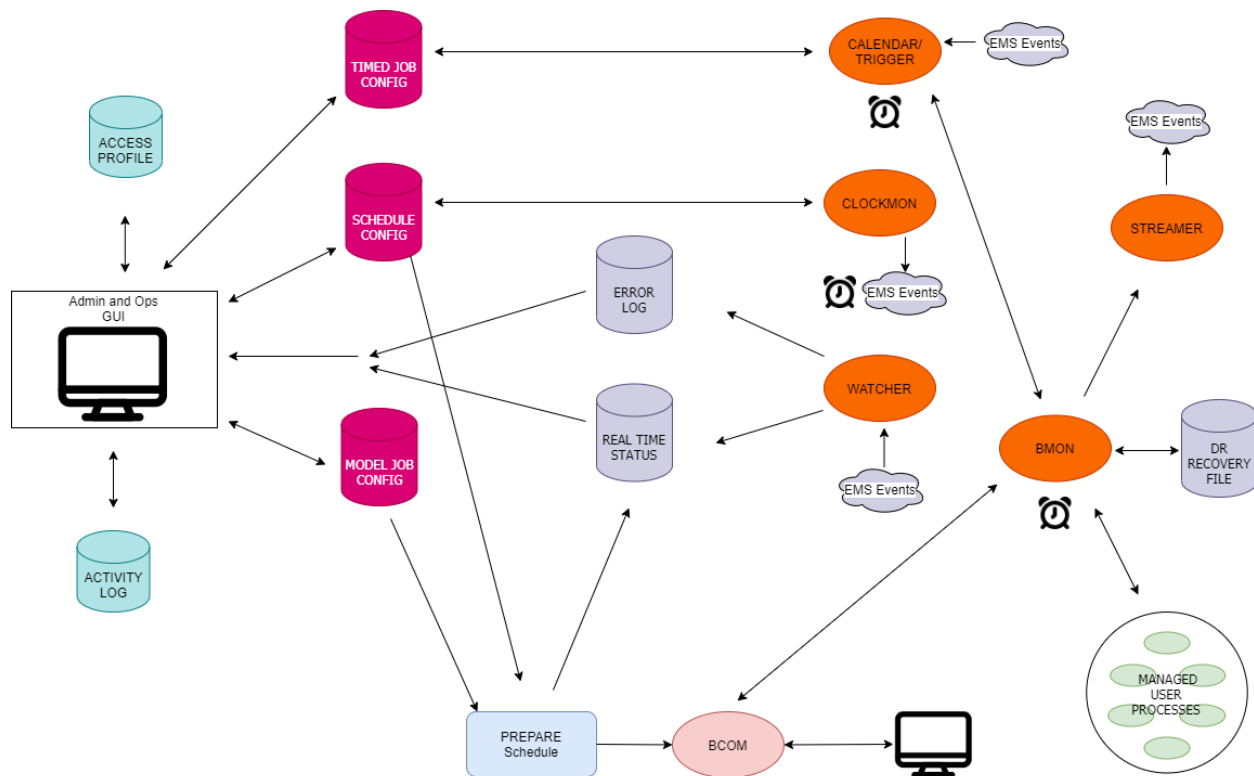 TIMED JOB
CONFIG
CALENDAR/
TRIGGER
EMS Events
ACCESS
PROFILE
EMS Events
SCHEDULE
CONFIG
CLOCKMON
STREAMER
Admin and Ops
GUI
ERROR
LOG
EMS Events
WATCHER
MODEL JOB
CONFIG
REAL TIME
STATUS
EMS Events
BMON
DR
RECOVERY
FILE
ACTIVITY
LOG
MANAGED
USER
PROCESSES
PREPARE
Schedule
BCOM